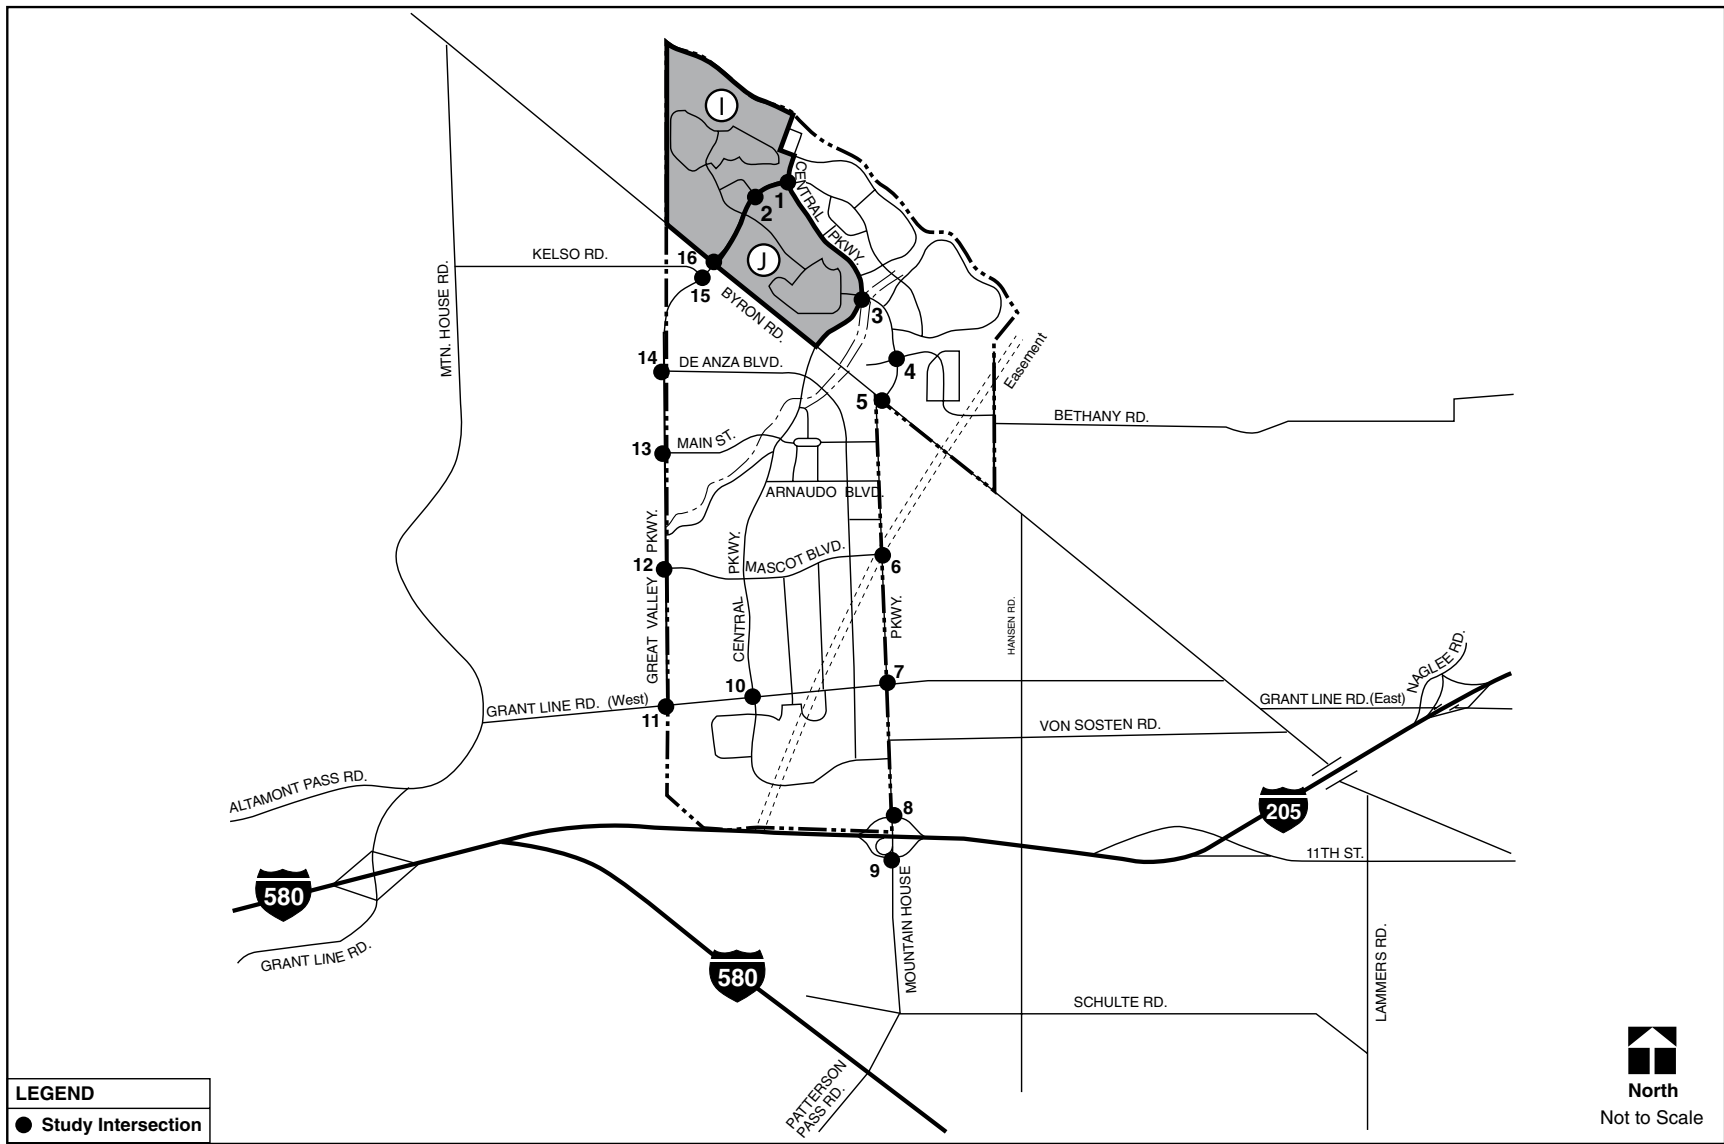 I
CENTRAL
PKWY.
1
2
KELSO RD.
16
J
15
BYRON RD.
3
MTN. HOUSE RD.
14
DE ANZA BLVD.
4
Easement
5
BETHANY RD.
13
MAIN ST.
ARNAUDO BLVD.
GREAT VALLEY PKWY.
CENTRAL PKWY.
MASCOT BLVD.
12
6
PKWY.
HANSEN RD.
NAGLEE RD.
7
10
GRANT LINE RD. (West)
11
GRANT LINE RD.(East)
VON SOSTEN RD.
ALTAMONT PASS RD.
8
205
11TH ST.
9
580
MOUNTAIN HOUSE
GRANT LINE RD.
580
LAMMERS RD.
SCHULTE RD.
PATTERSON
PASS RD.
North
Not to Scale
LEGEND
Study Intersection